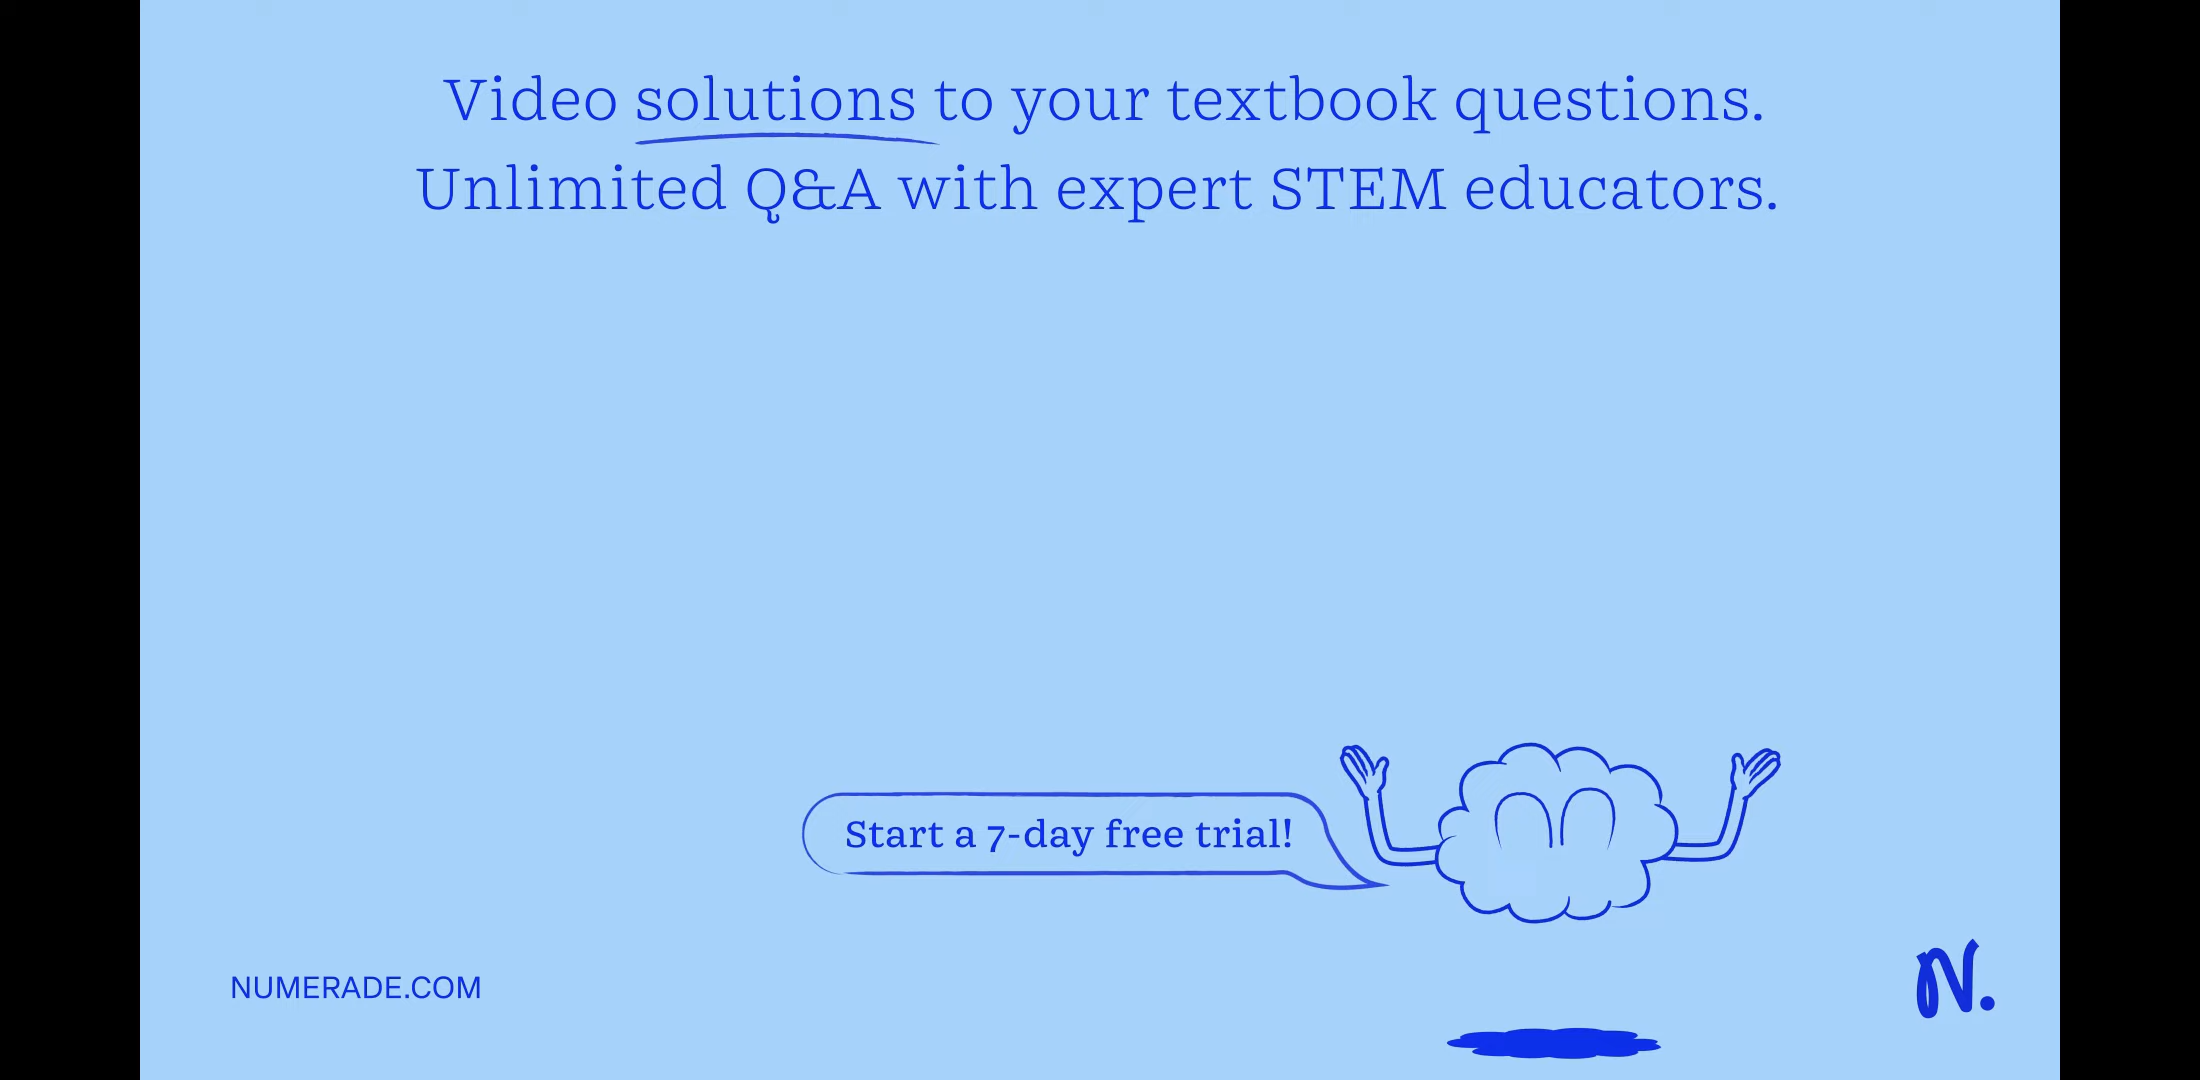 Video solutions to your textbook questions.
Unlimited Q&A with expert STEM educators.
Start a 7-day free trial!
NUMERADE.COM
N.